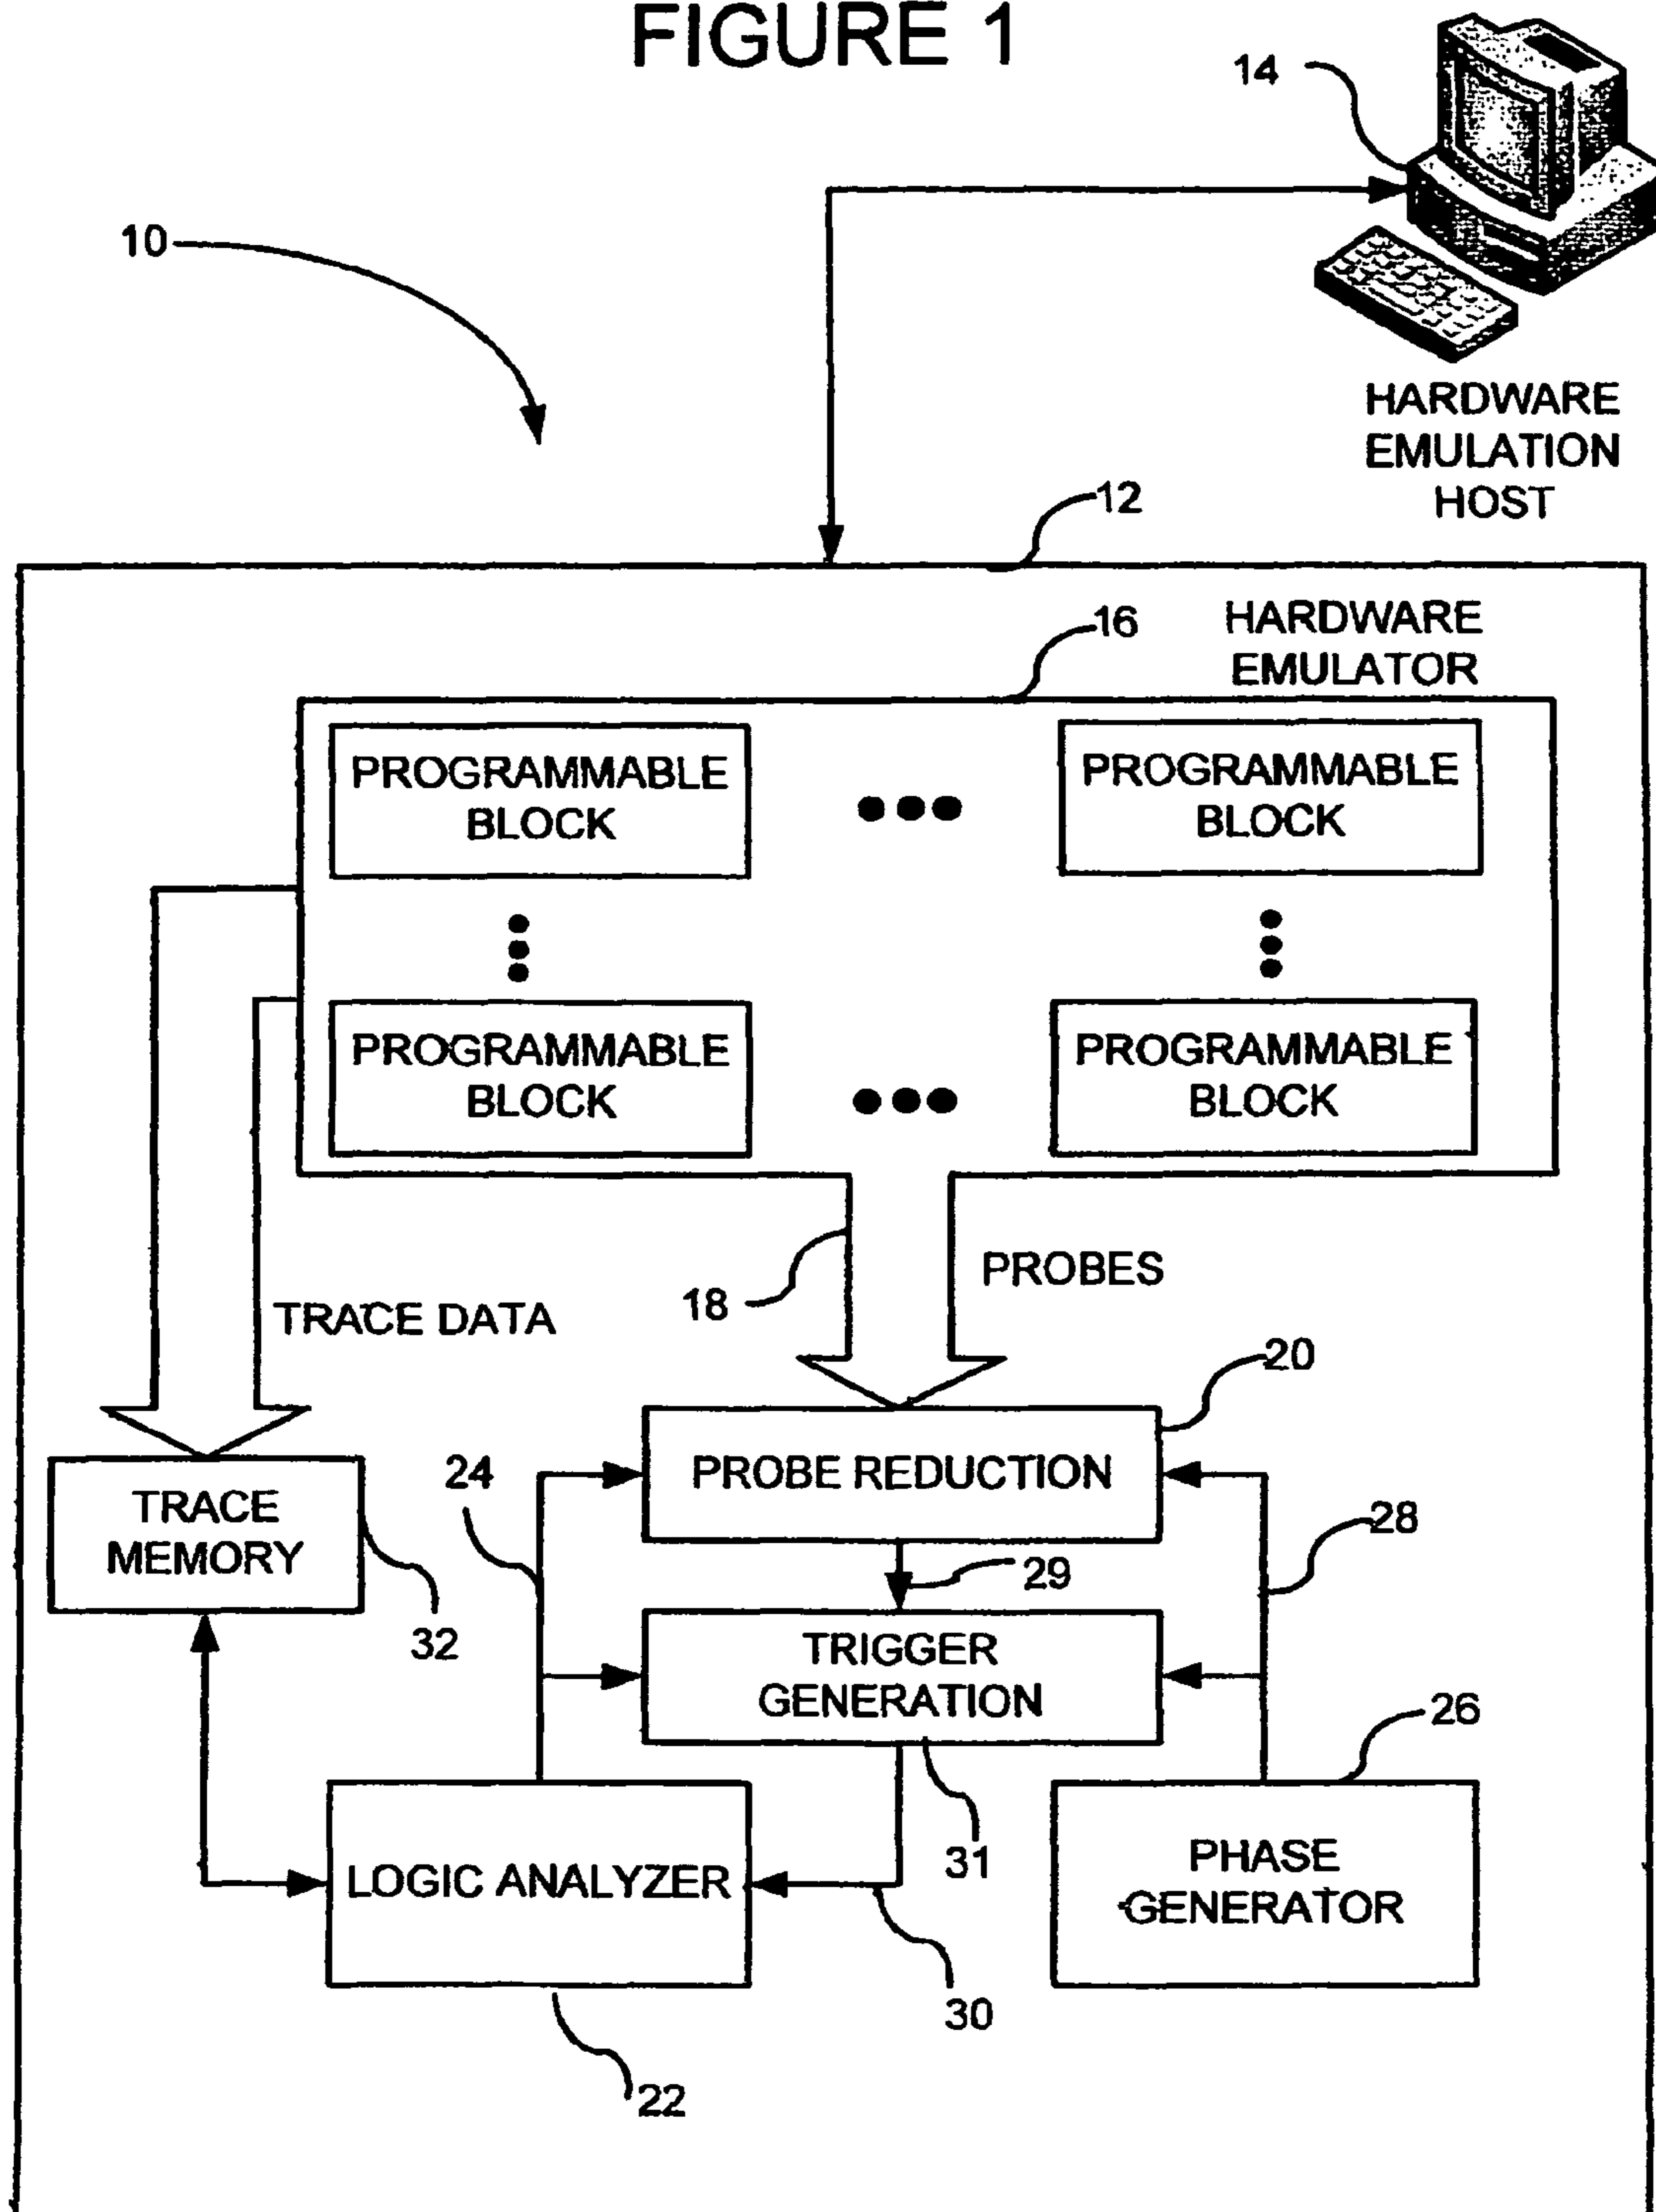 FIGURE 1
14
10
HARDWARE
EMULATION
HOST
12
16
HARDWARE
EMULATOR
PROGRAMMABLE
BLOCK
PROGRAMMABLE
BLOCK
PROGRAMMABLE
BLOCK
PROGRAMMABLE
BLOCK
18
PROBES
TRACE DATA
20
24
PROBE REDUCTION
TRACE
MEMORY
28
29
32
TRIGGER
GENERATION
26
31
LOGIC ANALYZER
PHASE
GENERATOR
30
22